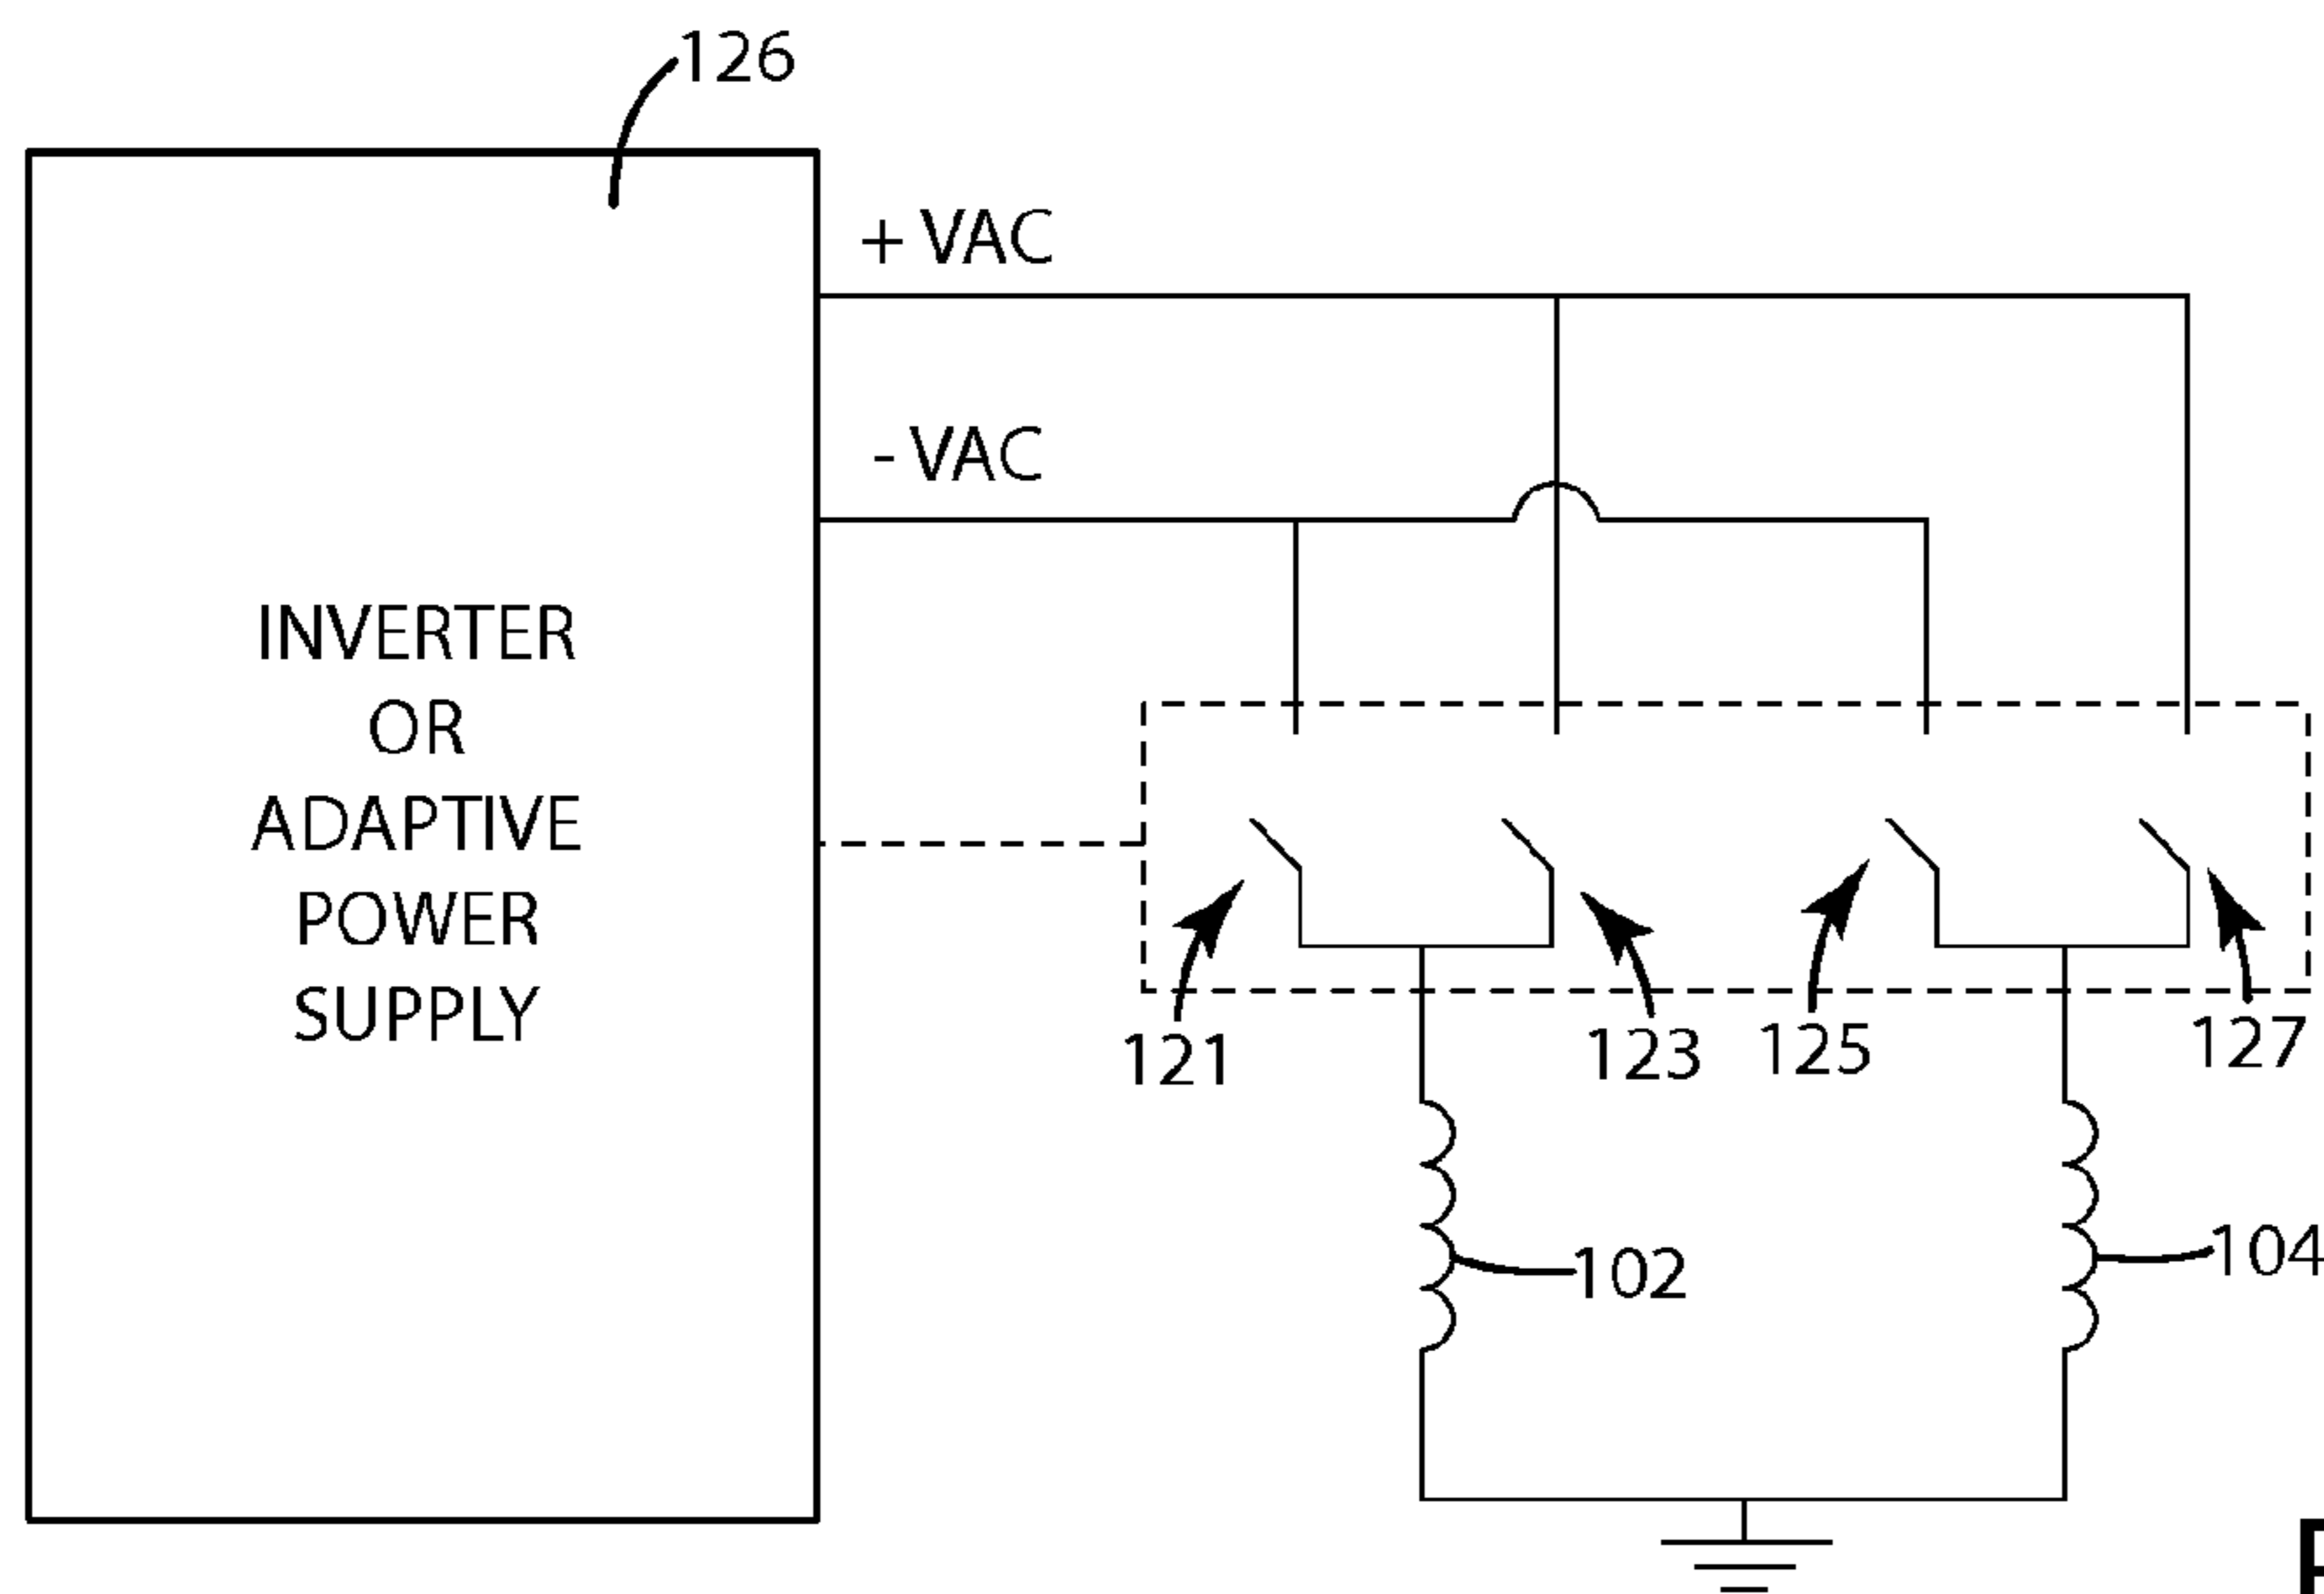 126
+ VAC
- VAC
INVERTER
OR
ADAPTIVE
POWER
SUPPLY
121
123
125
127
102
104